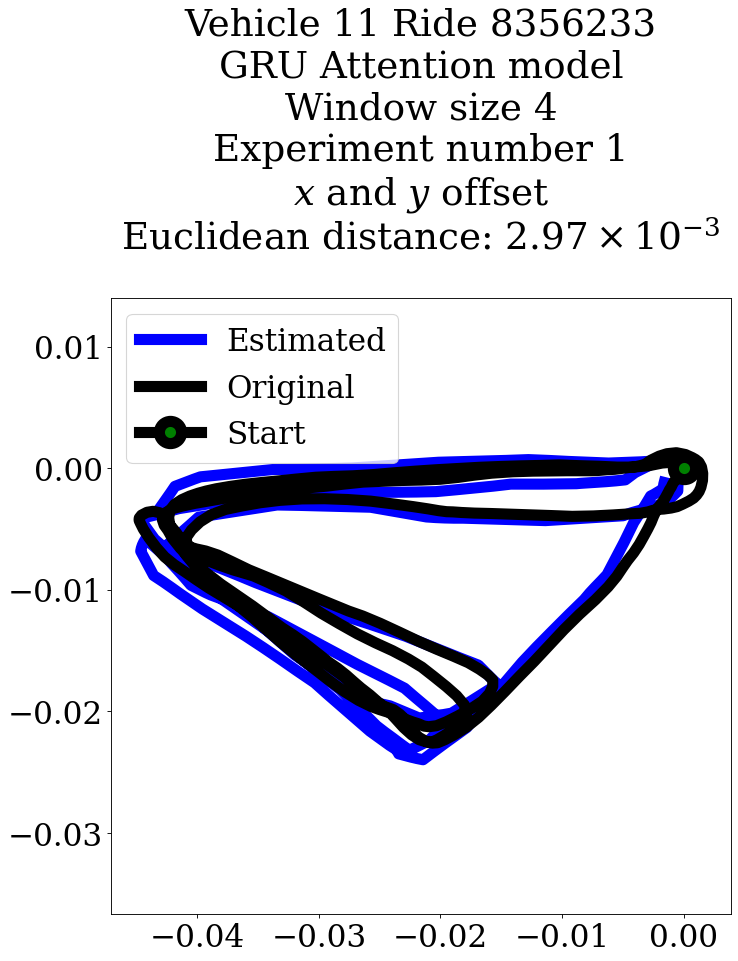 Vehicle 11 Ride 8356233
GRU Attention model
Window size 4
Experiment number 1
x and y offset
Euclidean distance: 2.97 × 10⁻³
Estimated
Original
Start
0.01
0.00
−0.01
−0.02
−0.03
−0.04 −0.03 −0.02 −0.01 0.00